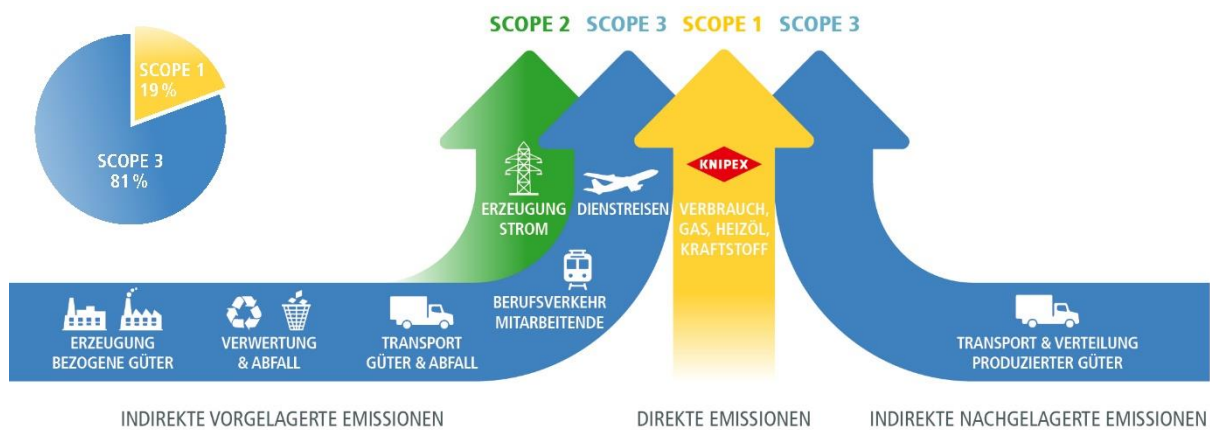 SCOPE 2
SCOPE 3
SCOPE 1
SCOPE 3
SCOPE 1
19 %
SCOPE 3
81 %
KNIPEX
ERZEUGUNG
STROM
DIENSTREISEN
VERBRAUCH,
GAS, HEIZÖL,
KRAFTSTOFF
BERUFSVERKEHR
MITARBEITENDE
ERZEUGUNG
BEZOGENE GÜTER
VERWERTUNG
& ABFALL
TRANSPORT
GÜTER & ABFALL
TRANSPORT & VERTEILUNG
PRODUZIERTER GÜTER
INDIREKTE VORGELAGERTE EMISSIONEN
DIREKTE EMISSIONEN
INDIREKTE NACHGELAGERTE EMISSIONEN